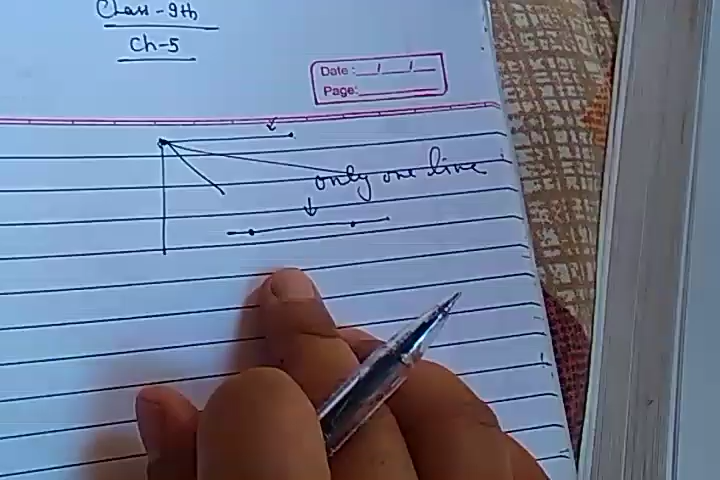 Class - 9th
Ch-5
Date:
Page:
only one line